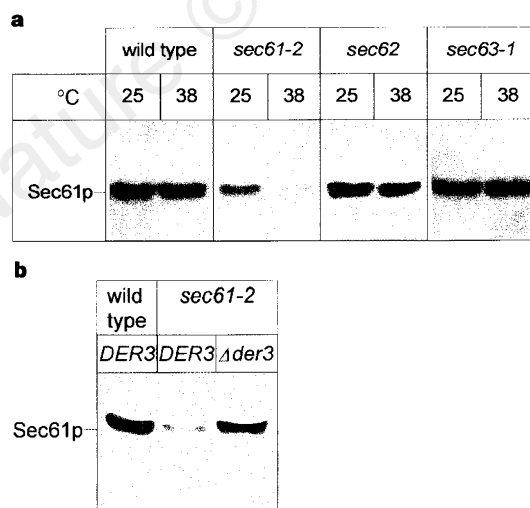 a
wild type sec61-2 sec62 sec63-1
°C 25 38 25 38 25 38 25 38
Sec61p
b
wild type sec61-2
DER3 DER3 Δder3
Sec61p
nature ©